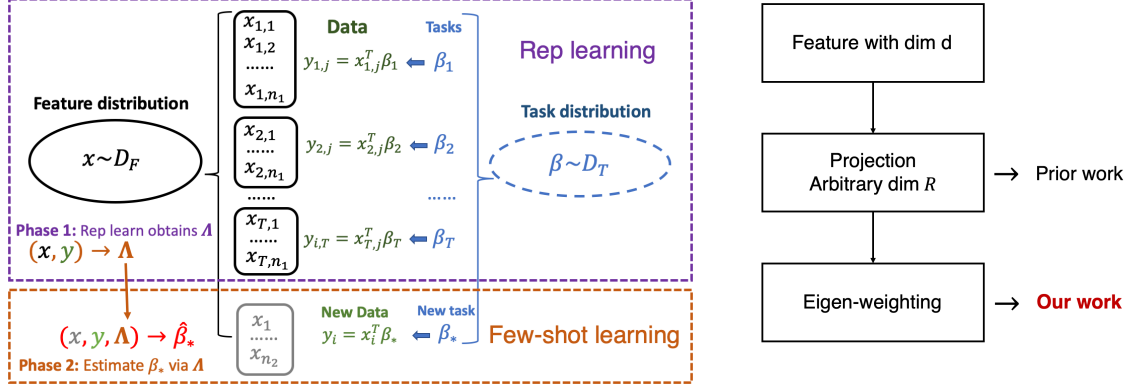 Feature distribution
x~D_F
x_{1,1}
x_{1,2}
......
x_{1,n_1}
Data
Tasks
y_{1,j} = x_{1,j}^T β_1
β_1
Rep learning
x_{2,1}
......
x_{2,n_1}
y_{2,j} = x_{2,j}^T β_2
β_2
Task distribution
β~D_T
......
......
x_{T,1}
......
x_{T,n_1}
y_{i,T} = x_{T,j}^T β_T
β_T
Phase 1: Rep learn obtains Λ
(x, y) → Λ
x_1
......
x_{n_2}
New Data
New task
y_i = x_i^T β_*
β_*
Few-shot learning
(x, y, Λ) → β̂_*
Phase 2: Estimate β_* via Λ
Feature with dim d
Projection
Arbitrary dim R
Prior work
Eigen-weighting
Our work